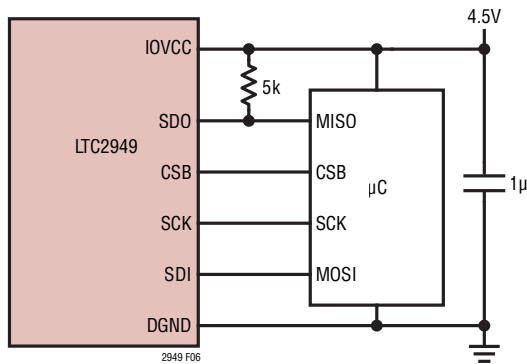 4.5V
IOVCC
5k
SDO
MISO
LTC2949
CSB
CSB
µC
1µ
SCK
SCK
SDI
MOSI
DGND
2949 F06